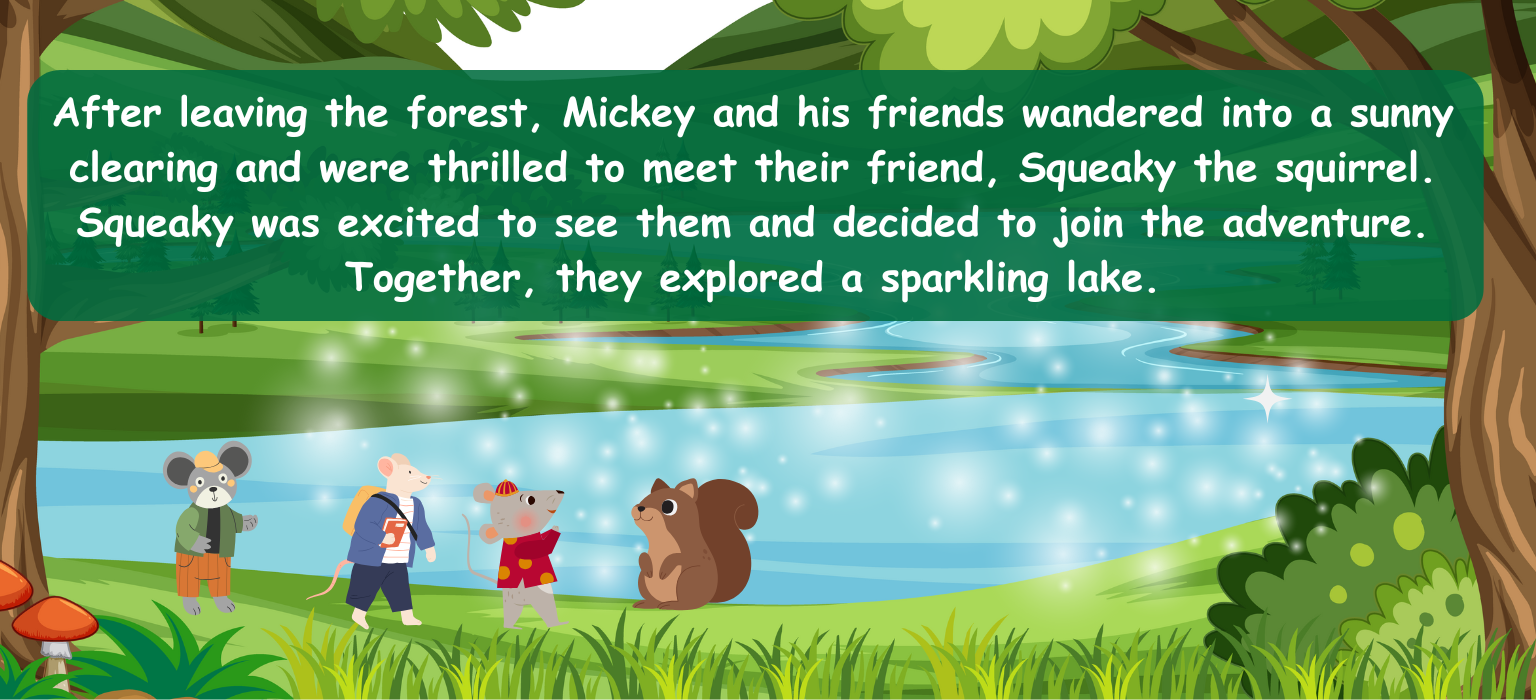 After leaving the forest, Mickey and his friends wandered into a sunny
clearing and were thrilled to meet their friend, Squeaky the squirrel.
Squeaky was excited to see them and decided to join the adventure.
Together, they explored a sparkling lake.